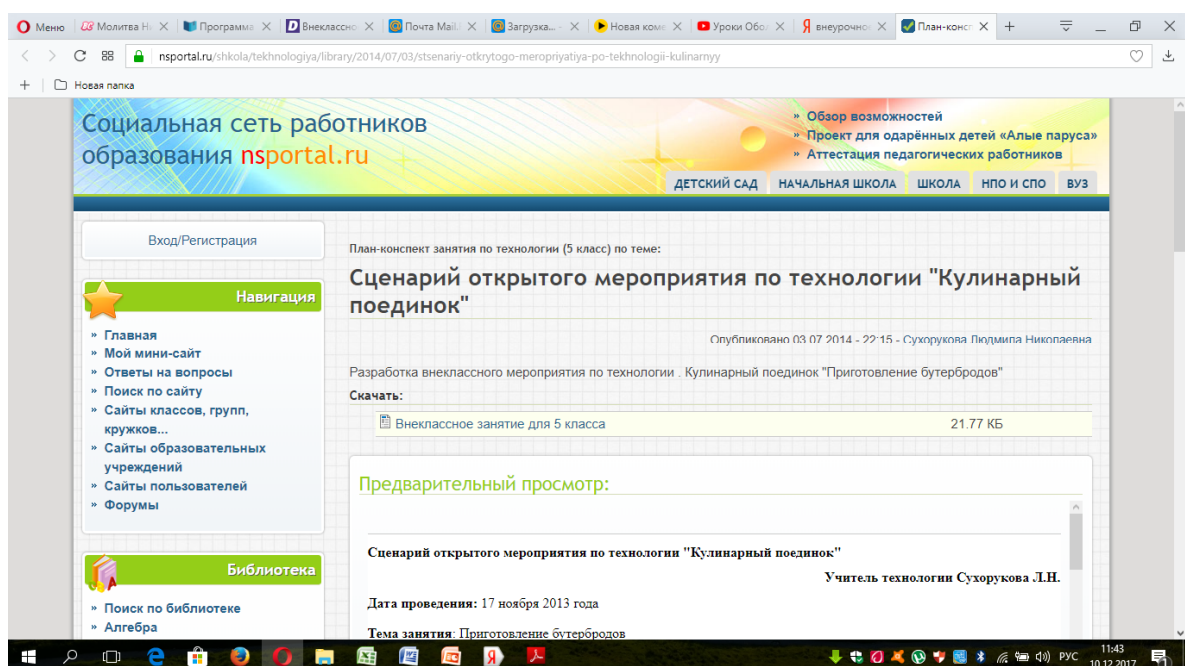 Меню
Молитва Н
Программа
Внекласно
Почта Mail
Загрузка...
Новая ком
Уроки Обо
внеурочно
План-консп
nsportal.ru/shkola/tekhnologiya/library/2014/07/03/stsenariy-otkrytogo-meropriyatiya-po-tekhnologii-kulinarnyy
Новая папка
Социальная сеть работников
образования nsportal.ru
» Обзор возможностей
» Проект для одарённых детей «Алые паруса»
» Аттестация педагогических работников
ДЕТСКИЙ САД НАЧАЛЬНАЯ ШКОЛА ШКОЛА НПО И СПО ВУЗ
Вход/Регистрация
Навигация
» Главная
» Мой мини-сайт
» Ответы на вопросы
» Поиск по сайту
» Сайты классов, групп,
кружков...
» Сайты образовательных
учреждений
» Сайты пользователей
» Форумы
Библиотека
» Поиск по библиотеке
» Алгебра
План-конспект занятия по технологии (5 класс) по теме:
Сценарий открытого мероприятия по технологии "Кулинарный
поединок"
Опубликовано 03.07.2014 - 22:15 - Сухорукова Людмила Николаевна
Разработка внеклассного мероприятия по технологии . Кулинарный поединок "Приготовление бутербродов"
Скачать:
Внеклассное занятие для 5 класса 21.77 КБ
Предварительный просмотр:
Сценарий открытого мероприятия по технологии "Кулинарный поединок"
Учитель технологии Сухорукова Л.Н.
Дата проведения: 17 ноября 2013 года
Тема занятия: Приготовление бутербродов
РУС
11:43
10.12.2017